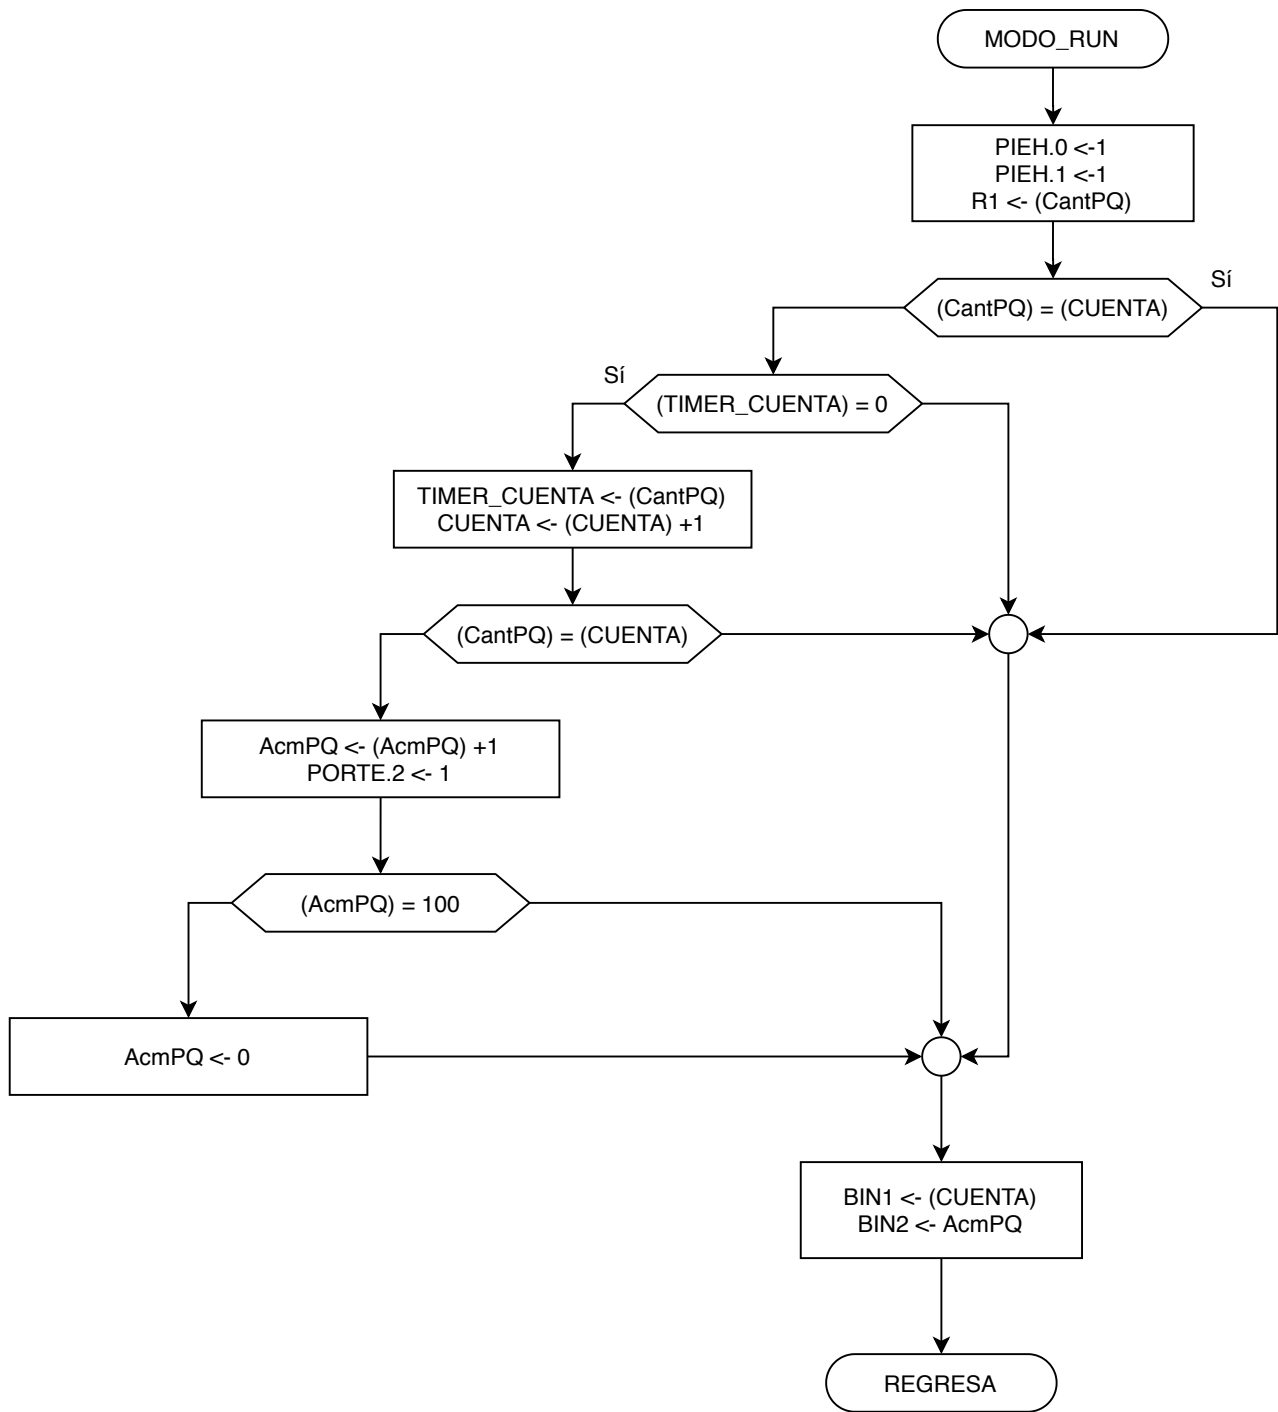 MODO_RUN
PIEH.0 <-1
PIEH.1 <-1
R1 <- (CantPQ)
Sí
(CantPQ) = (CUENTA)
Sí
(TIMER_CUENTA) = 0
TIMER_CUENTA <- (CantPQ)
CUENTA <- (CUENTA) +1
(CantPQ) = (CUENTA)
AcmPQ <- (AcmPQ) +1
PORTE.2 <- 1
(AcmPQ) = 100
AcmPQ <- 0
BIN1 <- (CUENTA)
BIN2 <- AcmPQ
REGRESA